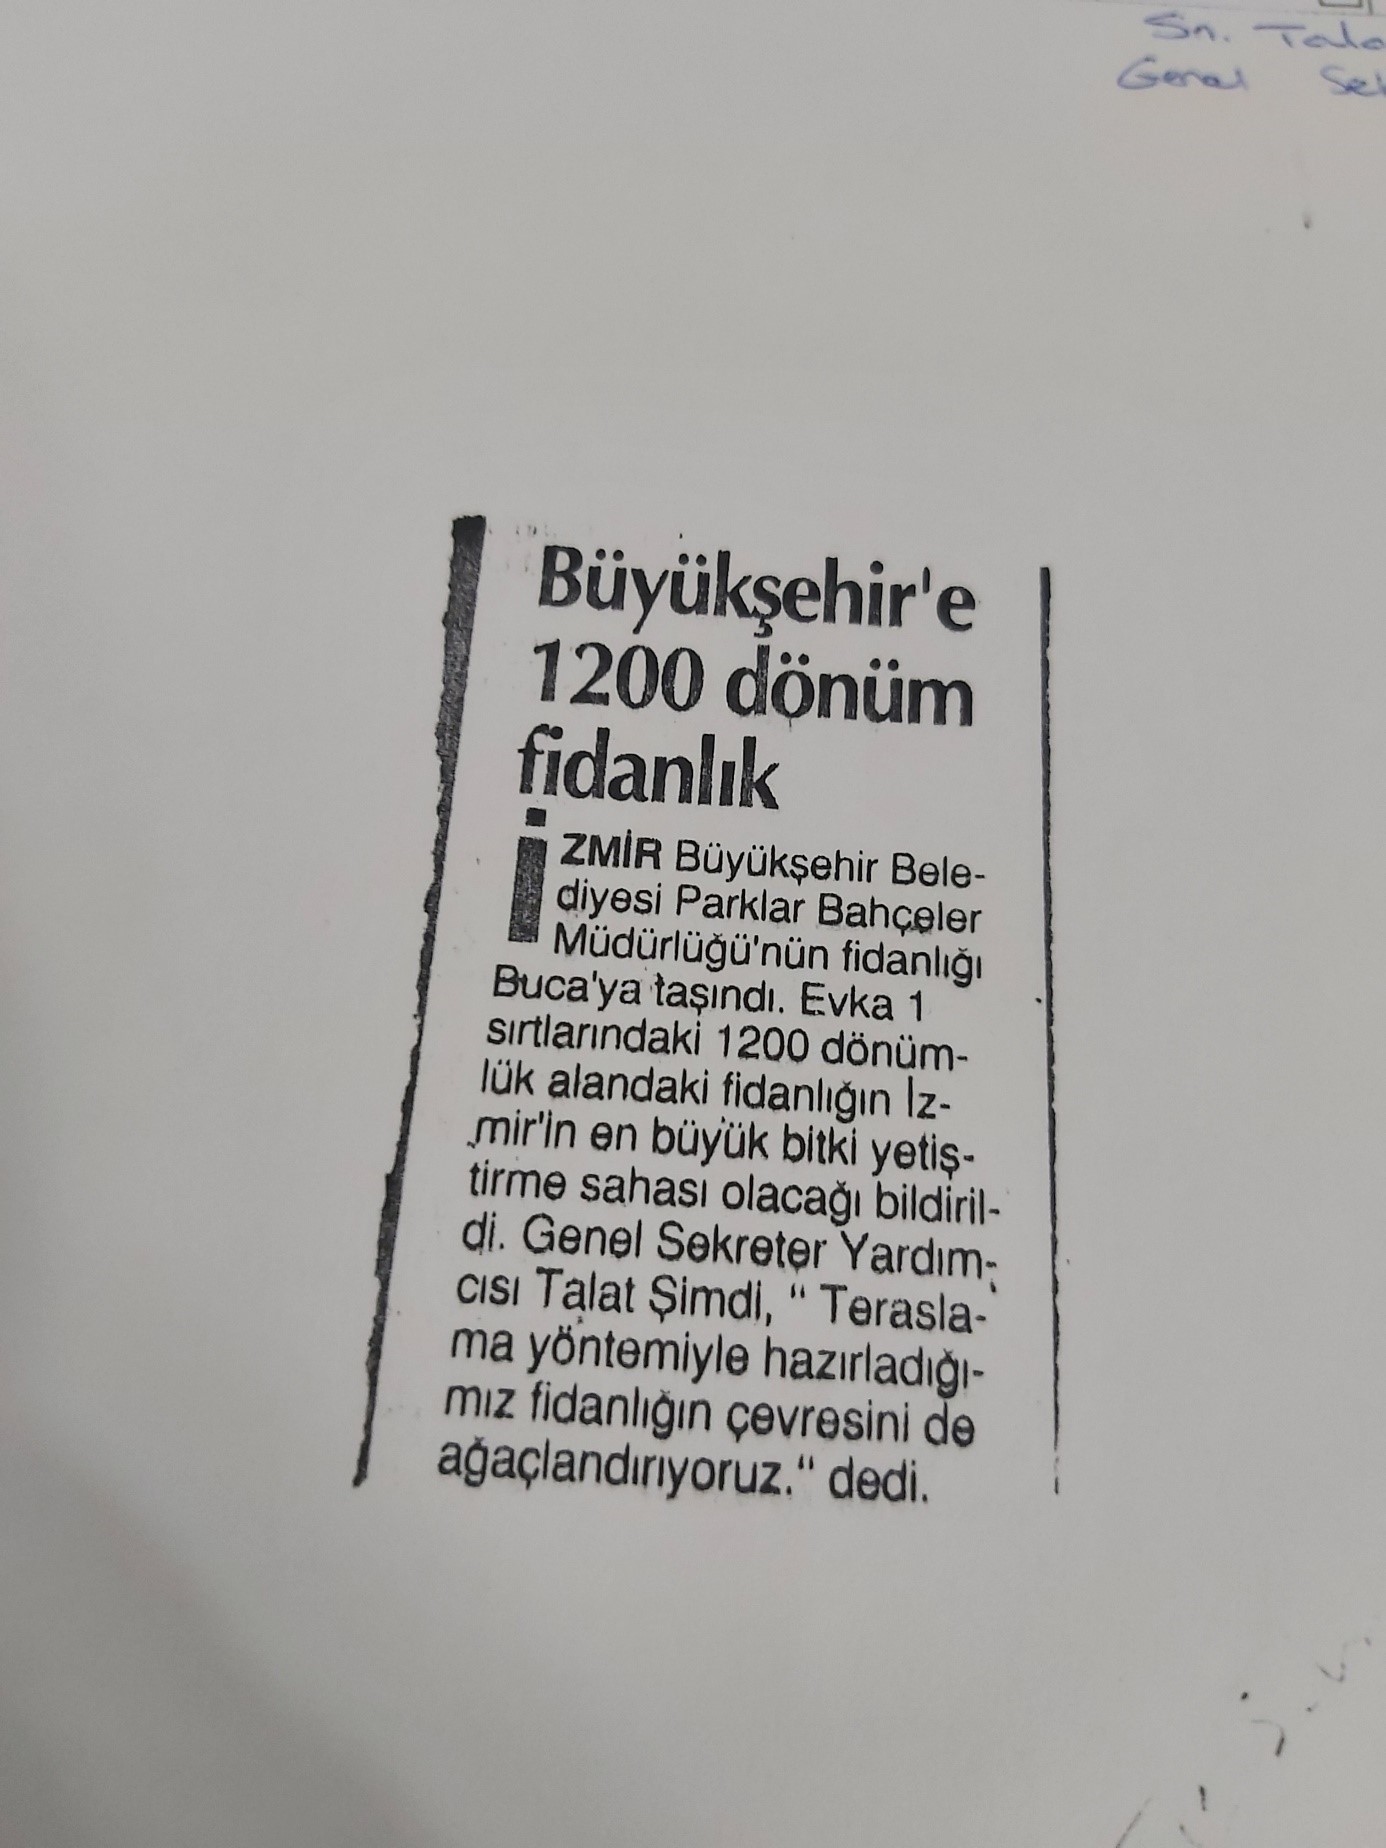 Sn.
Genel
Büyükşehir'e
1200 dönüm
fidanlık
İZMİR Büyükşehir Bele-
diyesi Parklar Bahçeler
Müdürlüğü'nün fidanlığı
Buca'ya taşındı. Evka 1
sırtlarındaki 1200 dönüm-
lük alandaki fidanlığın İz-
mir'in en büyük bitki yetiş-
tirme sahası olacağı bildiril-
di. Genel Sekreter Yardım-
cısı Talat Şimdi, “ Terasla-
ma yöntemiyle hazırladığı-
mız fidanlığın çevresini de
ağaçlandırıyoruz.“ dedi.